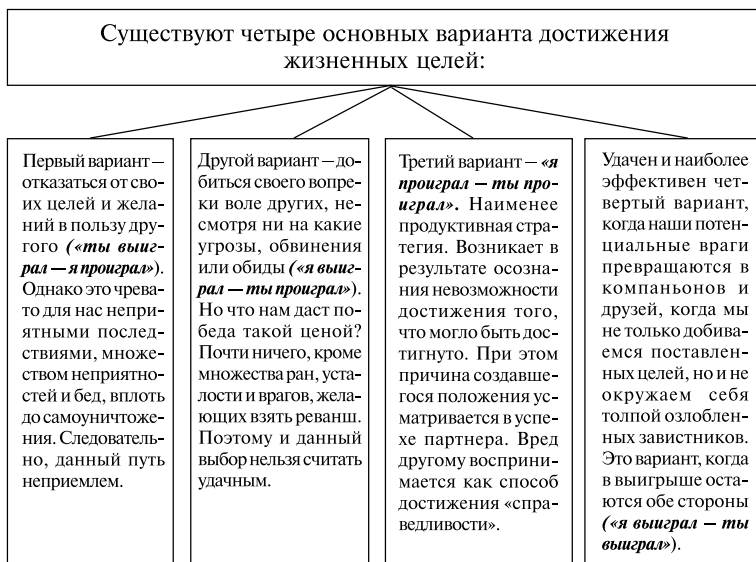 Существуют четыре основных варианта достижения
жизненных целей:
Первый вариант –
отказаться от сво-
их целей и жела-
ний в пользу дру-
гого («ты выиг-
рал – я проиграл»).
Однако это чрева-
то для нас непри-
ятными послед-
ствиями, множе-
ством неприятно-
стей и бед, вплоть
до самоуничтоже-
ния. Следователь-
но, данный путь
неприемлем.
Другой вариант – до-
биться своего вопре-
ки воле других, не-
смотря ни на какие
угрозы, обвинения
или обиды («я выиг-
рал – ты проиграл»).
Но что нам даст по-
беда такой ценой?
Почти ничего, кроме
множества ран, уста-
лости и врагов, жела-
ющих взять реванш.
Поэтому и данный
выбор нельзя считать
удачным.
Третий вариант – «я
проиграл – ты про-
играл». Наименее
продуктивная стра-
тегия. Возникает в
результате осозна-
ния невозможности
достижения того,
что могло быть дос-
тигнуто. При этом
причина создавше-
гося положения ус-
матривается в успе-
хе партнера. Вред
другому восприни-
мается как способ
достижения «спра-
ведливости».
Удачен и наиболее
эффективен чет-
вертый вариант,
когда наши потен-
циальные враги
превращаются в
компаньонов и
друзей, когда мы
не только добива-
емся поставлен-
ных целей, но и не
окружаем себя
толпой озлоблен-
ных завистников.
Это вариант, когда
в выигрыше оста-
ются обе стороны
(«я выиграл – ты
выиграл»).